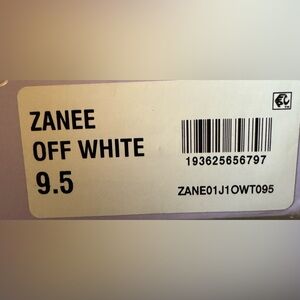 ZANEE
OFF WHITE
9.5
193625656797
ZANE01J1OWT095